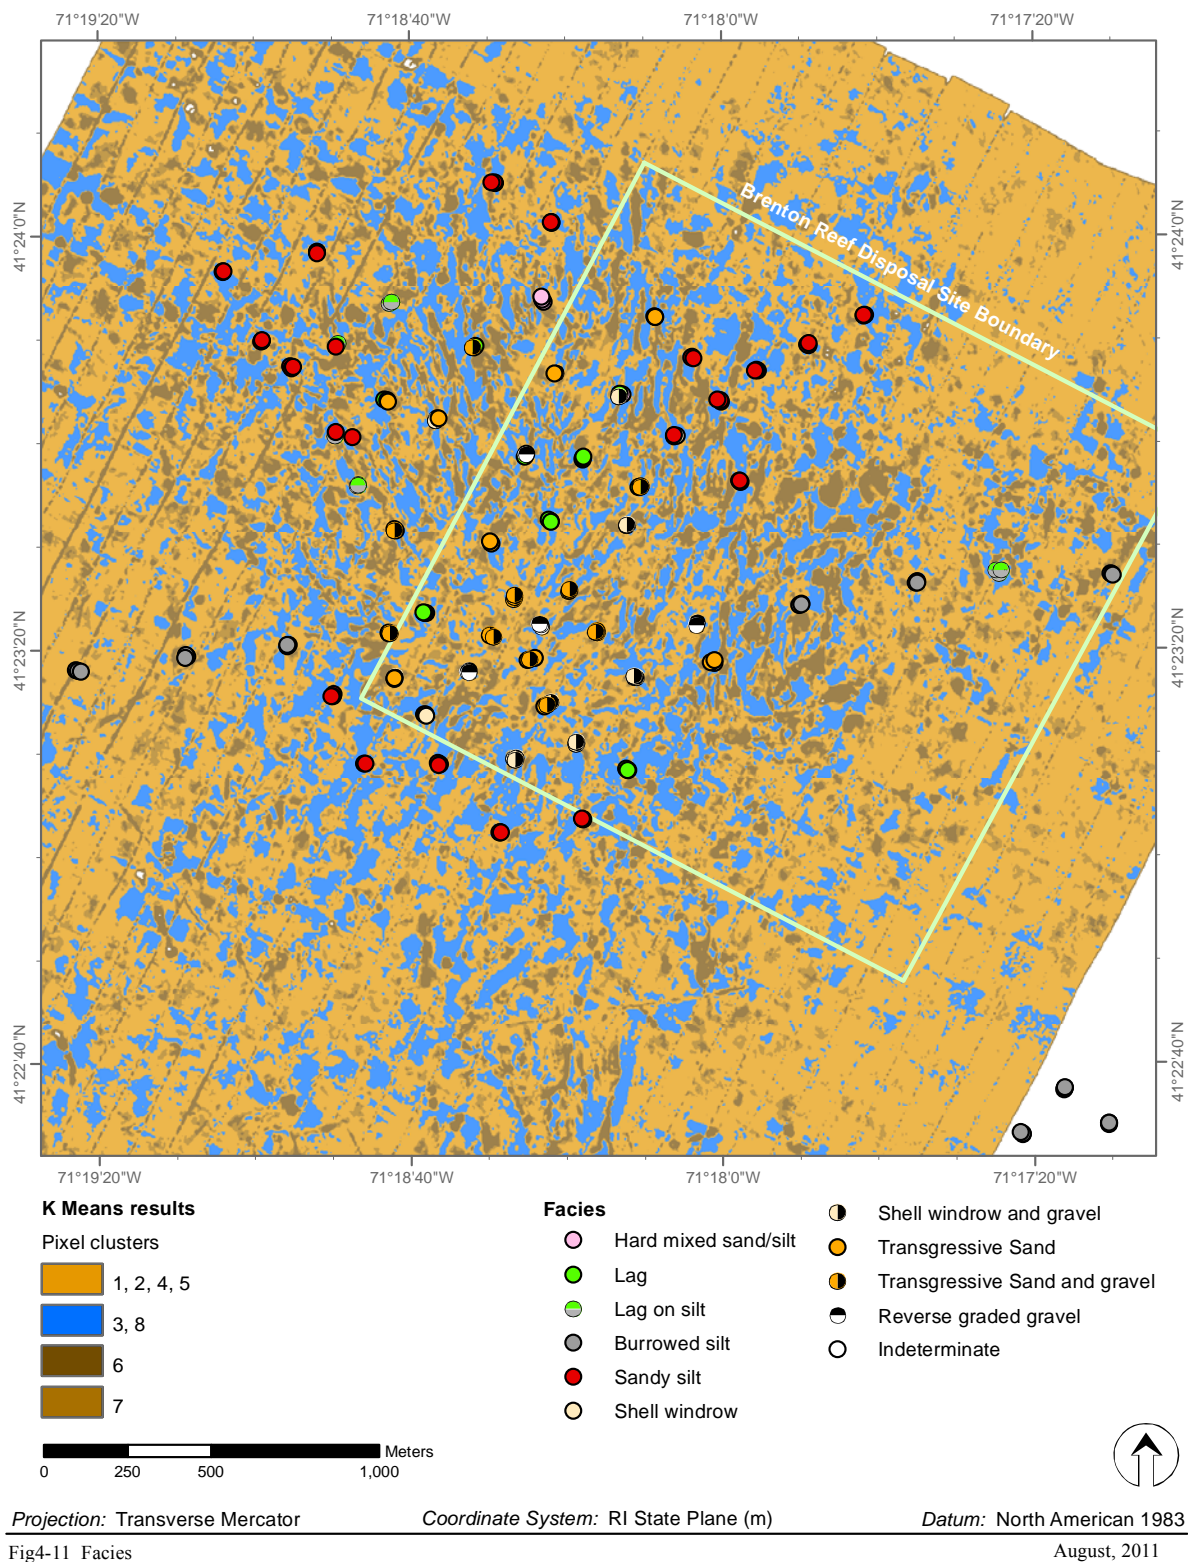 71°19'20"W 71°18'40"W 71°18'0"W 71°17'20"W
41°24'0"N
41°24'0"N
Brenton Reef Disposal Site Boundary
41°23'20"N
41°23'20"N
41°22'40"N
41°22'40"N
71°19'20"W 71°18'40"W 71°18'0"W 71°17'20"W
K Means results
Pixel clusters
1, 2, 4, 5
3, 8
6
7
Facies
Hard mixed sand/silt
Lag
Lag on silt
Burrowed silt
Sandy silt
Shell windrow
Shell windrow and gravel
Transgressive Sand
Transgressive Sand and gravel
Reverse graded gravel
Indeterminate
Meters
0 250 500 1,000
Projection: Transverse Mercator Coordinate System: RI State Plane (m) Datum: North American 1983
Fig4-11 Facies August, 2011